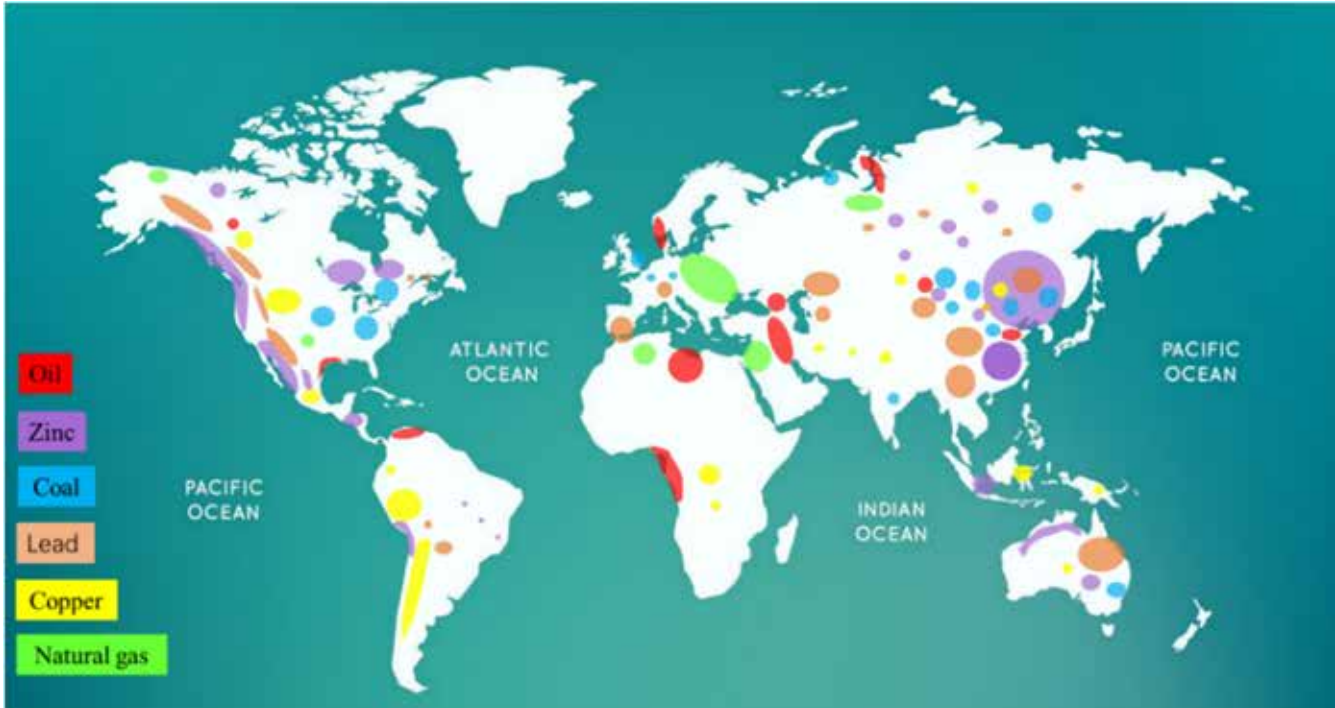 ATLANTIC
OCEAN
PACIFIC
OCEAN
Oil
Zinc
Coal
PACIFIC
OCEAN
INDIAN
OCEAN
Lead
Copper
Natural gas